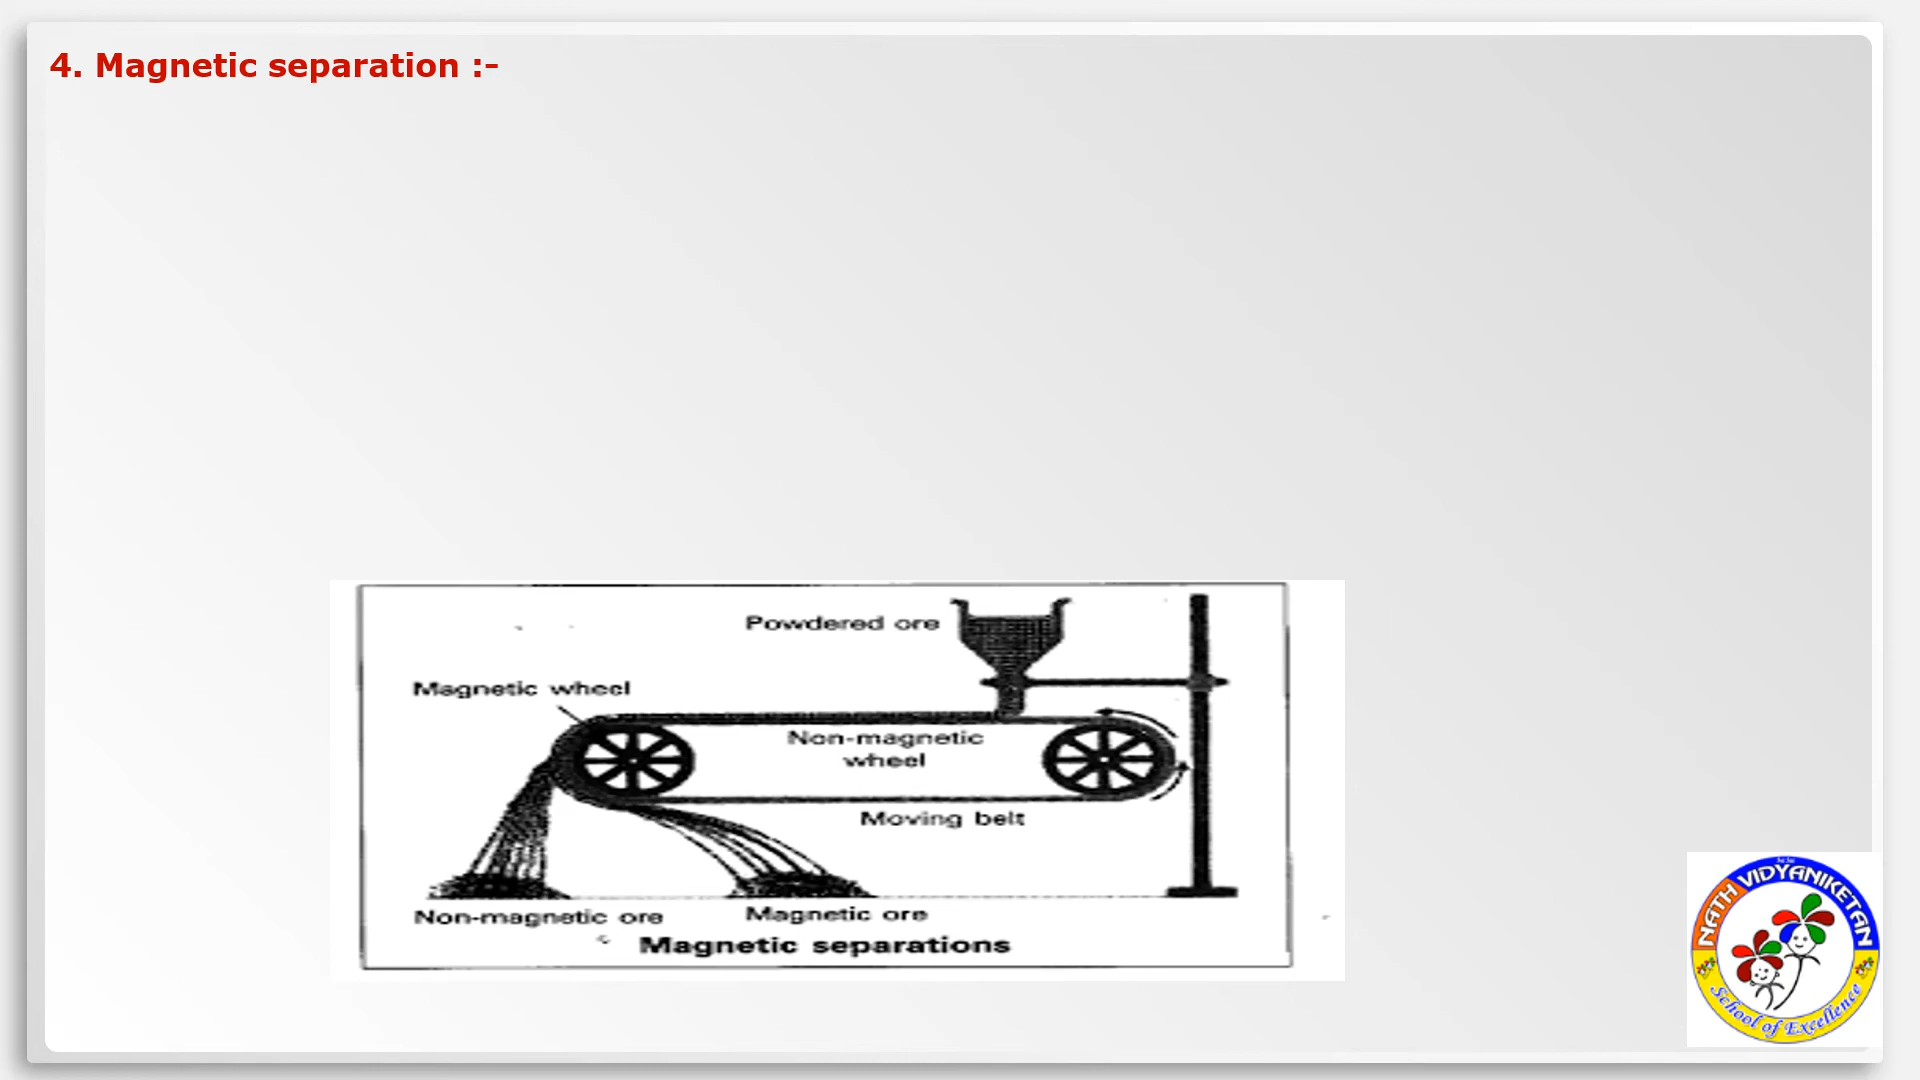 4. Magnetic separation :-
Powdered ore
Magnetic wheel
Non-magnetic
wheel
Moving belt
Non-magnetic ore
Magnetic ore
Magnetic separations
NATH VIDYANIKETAN
School of Excellence